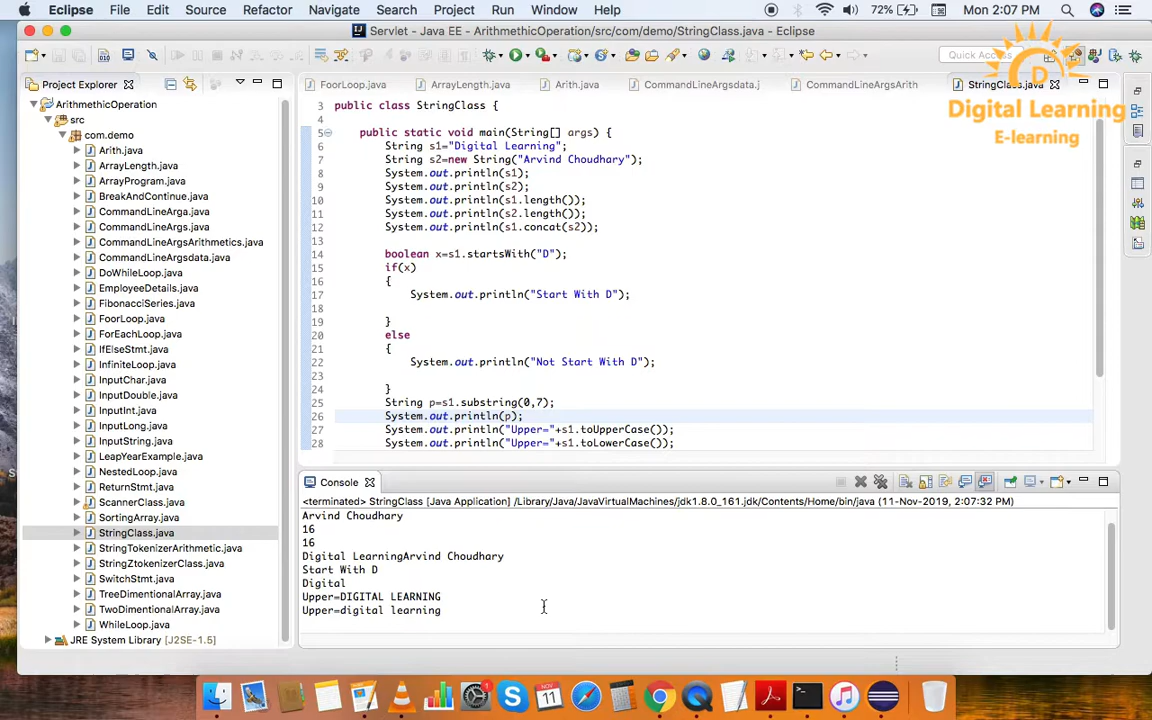 Eclipse File Edit Source Refactor Navigate Search Project Run Window Help 72% Mon 2:07 PM
Servlet - Java EE - ArithmethicOperation/src/com/demo/StringClass.java - Eclipse
Quick Access
Digital Learning
E-learning
Project Explorer
ArithmethicOperation
src
com.demo
Arith.java
ArrayLength.java
ArrayProgram.java
BreakAndContinue.java
CommandLineArga.java
CommandLineArgs.java
CommandLineArgsArithmetics.java
CommandLineArgsdata.java
DoWhileLoop.java
EmployeeDetails.java
FibonacciSeries.java
FoorLoop.java
ForEachLoop.java
IfElseStmt.java
InfiniteLoop.java
InputChar.java
InputDouble.java
InputInt.java
InputLong.java
InputString.java
LeapYearExample.java
NestedLoop.java
ReturnStmt.java
ScannerClass.java
SortingArray.java
StringClass.java
StringTokenizerArithmetic.java
StringZtokenizerClass.java
SwitchStmt.java
TreeDimentionalArray.java
TwoDimentionalArray.java
WhileLoop.java
JRE System Library [J2SE-1.5]
FoorLoop.java ArrayLength.java Arith.java CommandLineArgsdata.j CommandLineArgsArith StringClass.java
3 public class StringClass {
5 public static void main(String[] args) {
6 String s1="Digital Learning";
7 String s2=new String("Arvind Choudhary");
8 System.out.println(s1);
9 System.out.println(s2);
10 System.out.println(s1.length());
11 System.out.println(s2.length());
12 System.out.println(s1.concat(s2));
13
14 boolean x=s1.startsWith("D");
15 if(x)
16 {
17 System.out.println("Start With D");
18
19 }
20 else
21 {
22 System.out.println("Not Start With D");
23
24 }
25 String p=s1.substring(0,7);
26 System.out.println(p);
27 System.out.println("Upper="+s1.toUpperCase());
28 System.out.println("Upper="+s1.toLowerCase());
Console
<terminated> StringClass [Java Application] /Library/Java/JavaVirtualMachines/jdk1.8.0_161.jdk/Contents/Home/bin/java (11-Nov-2019, 2:07:32 PM)
Arvind Choudhary
16
16
Digital LearningArvind Choudhary
Start With D
Digital
Upper=DIGITAL LEARNING
Upper=digital learning
1
NOV
11